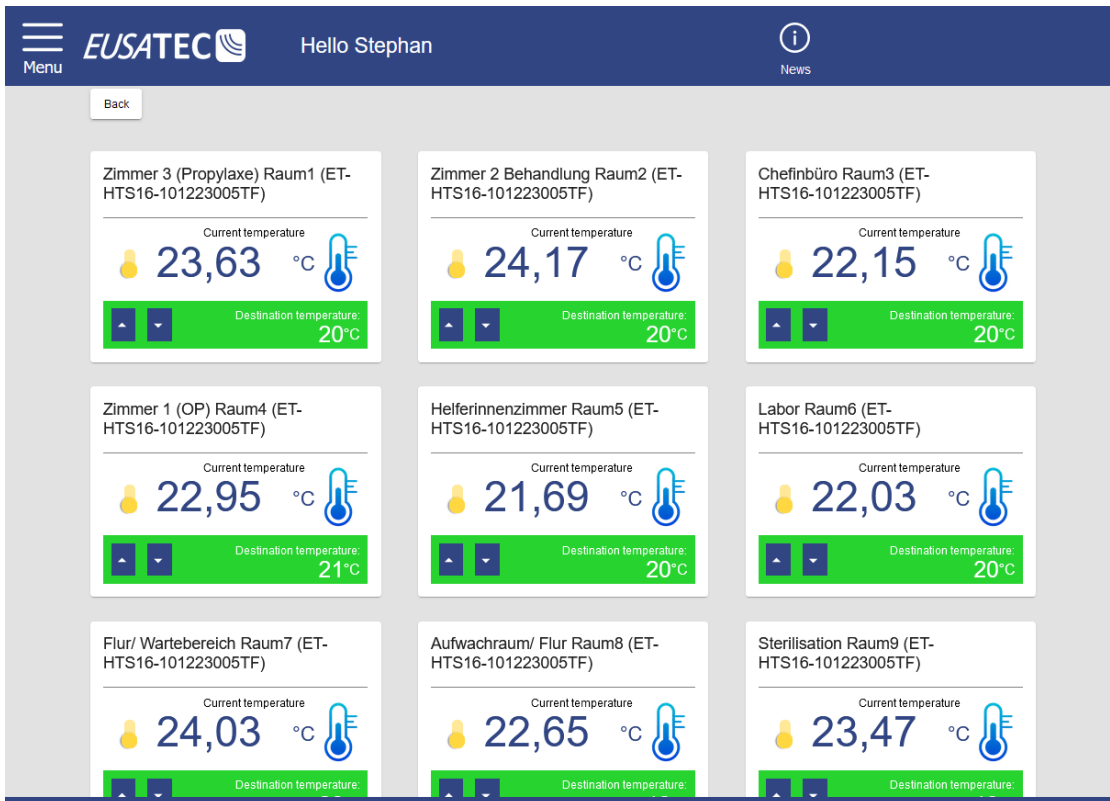 Menu
EUSATEC
Hello Stephan
News
Back
Zimmer 3 (Propylaxe) Raum1 (ET-
HTS16-101223005TF)
Current temperature
23,63 °C
Destination temperature:
20°C
Zimmer 2 Behandlung Raum2 (ET-
HTS16-101223005TF)
Current temperature
24,17 °C
Destination temperature:
20°C
Chefinbüro Raum3 (ET-
HTS16-101223005TF)
Current temperature
22,15 °C
Destination temperature:
20°C
Zimmer 1 (OP) Raum4 (ET-
HTS16-101223005TF)
Current temperature
22,95 °C
Destination temperature:
21°C
Helferinnenzimmer Raum5 (ET-
HTS16-101223005TF)
Current temperature
21,69 °C
Destination temperature:
20°C
Labor Raum6 (ET-
HTS16-101223005TF)
Current temperature
22,03 °C
Destination temperature:
20°C
Flur/ Wartebereich Raum7 (ET-
HTS16-101223005TF)
Current temperature
24,03 °C
Destination temperature:
Aufwachraum/ Flur Raum8 (ET-
HTS16-101223005TF)
Current temperature
22,65 °C
Destination temperature:
Sterilisation Raum9 (ET-
HTS16-101223005TF)
Current temperature
23,47 °C
Destination temperature: